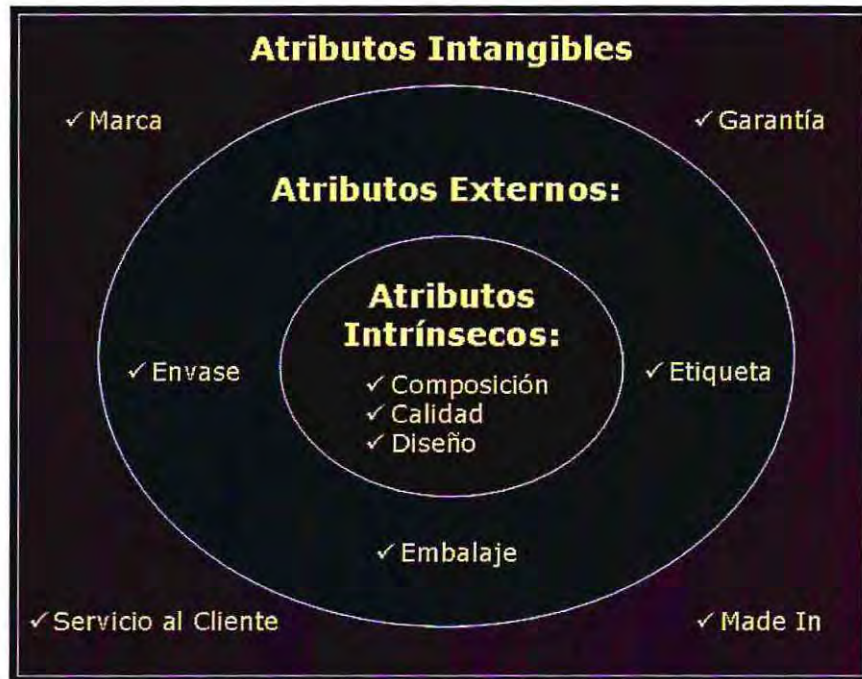 Atributos Intangibles
✓ Marca
✓ Garantía
Atributos Externos:
Atributos
Intrínsecos:
✓ Envase
✓ Composición
✓ Calidad
✓ Diseño
✓ Etiqueta
✓ Embalaje
✓ Servicio al Cliente
✓ Made In